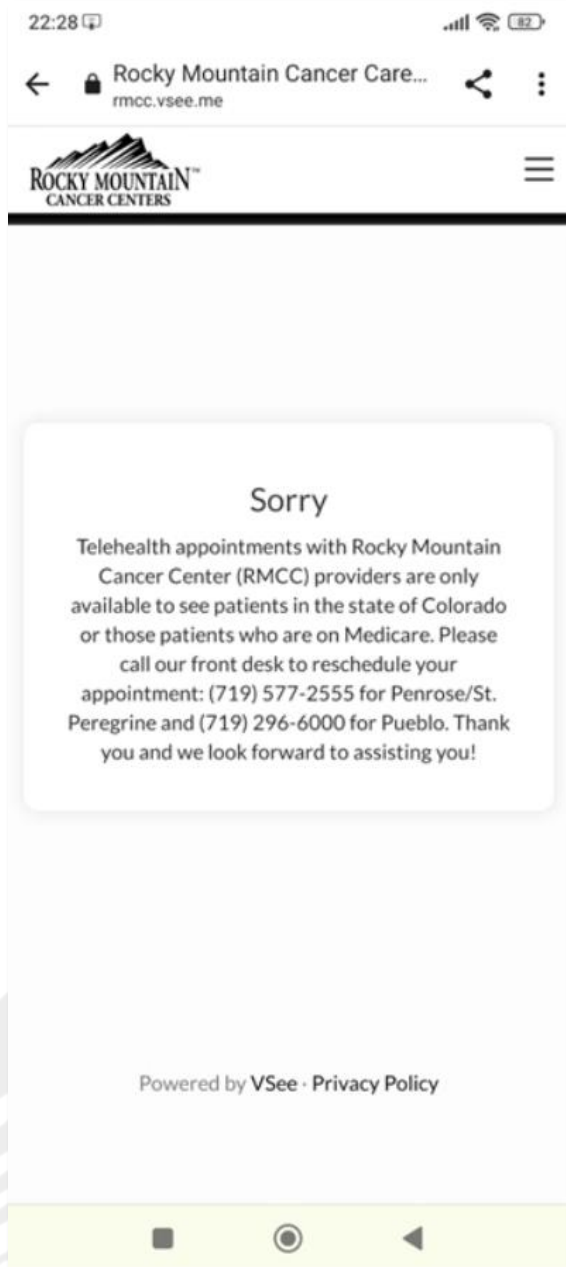 22:28
82
Rocky Mountain Cancer Care...
rmcc.vsee.me
ROCKY MOUNTAIN™
CANCER CENTERS
Sorry
Telehealth appointments with Rocky Mountain
Cancer Center (RMCC) providers are only
available to see patients in the state of Colorado
or those patients who are on Medicare. Please
call our front desk to reschedule your
appointment: (719) 577-2555 for Penrose/St.
Peregrine and (719) 296-6000 for Pueblo. Thank
you and we look forward to assisting you!
Powered by VSee · Privacy Policy